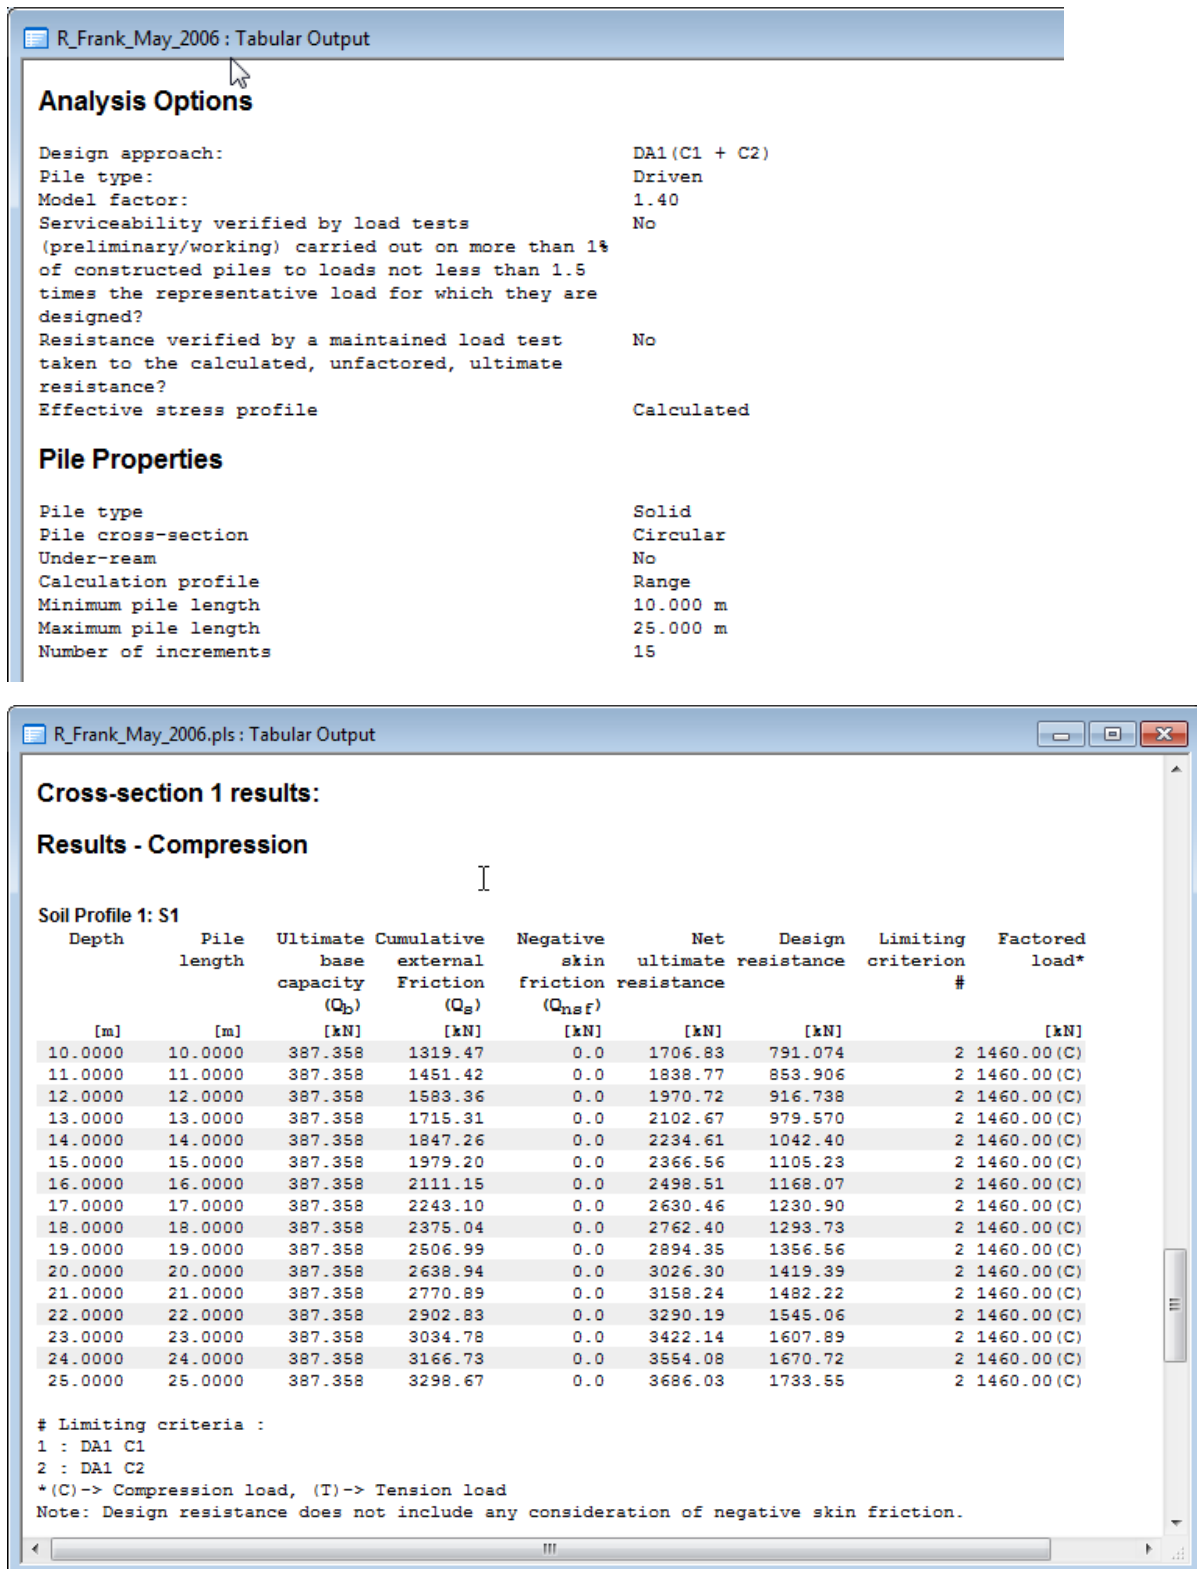 R_Frank_May_2006 : Tabular Output
Analysis Options
Design approach: DA1(C1 + C2)
Pile type: Driven
Model factor: 1.40
Serviceability verified by load tests No
(preliminary/working) carried out on more than 1%
of constructed piles to loads not less than 1.5
times the representative load for which they are
designed?
Resistance verified by a maintained load test No
taken to the calculated, unfactored, ultimate
resistance?
Effective stress profile Calculated
Pile Properties
Pile type Solid
Pile cross-section Circular
Under-ream No
Calculation profile Range
Minimum pile length 10.000 m
Maximum pile length 25.000 m
Number of increments 15
R_Frank_May_2006.pls : Tabular Output
Cross-section 1 results:
Results - Compression
Soil Profile 1: S1
Depth Pile Ultimate Cumulative Negative Net Design Limiting Factored
length base external skin ultimate resistance criterion load*
capacity Friction friction resistance #
(Qb) (Qs) (Qnsf)
[m] [m] [kN] [kN] [kN] [kN] [kN] [kN]
10.0000 10.0000 387.358 1319.47 0.0 1706.83 791.074 2 1460.00(C)
11.0000 11.0000 387.358 1451.42 0.0 1838.77 853.906 2 1460.00(C)
12.0000 12.0000 387.358 1583.36 0.0 1970.72 916.738 2 1460.00(C)
13.0000 13.0000 387.358 1715.31 0.0 2102.67 979.570 2 1460.00(C)
14.0000 14.0000 387.358 1847.26 0.0 2234.61 1042.40 2 1460.00(C)
15.0000 15.0000 387.358 1979.20 0.0 2366.56 1105.23 2 1460.00(C)
16.0000 16.0000 387.358 2111.15 0.0 2498.51 1168.07 2 1460.00(C)
17.0000 17.0000 387.358 2243.10 0.0 2630.46 1230.90 2 1460.00(C)
18.0000 18.0000 387.358 2375.04 0.0 2762.40 1293.73 2 1460.00(C)
19.0000 19.0000 387.358 2506.99 0.0 2894.35 1356.56 2 1460.00(C)
20.0000 20.0000 387.358 2638.94 0.0 3026.30 1419.39 2 1460.00(C)
21.0000 21.0000 387.358 2770.89 0.0 3158.24 1482.22 2 1460.00(C)
22.0000 22.0000 387.358 2902.83 0.0 3290.19 1545.06 2 1460.00(C)
23.0000 23.0000 387.358 3034.78 0.0 3422.14 1607.89 2 1460.00(C)
24.0000 24.0000 387.358 3166.73 0.0 3554.08 1670.72 2 1460.00(C)
25.0000 25.0000 387.358 3298.67 0.0 3686.03 1733.55 2 1460.00(C)
# Limiting criteria :
1 : DA1 C1
2 : DA1 C2
*(C)-> Compression load, (T)-> Tension load
Note: Design resistance does not include any consideration of negative skin friction.